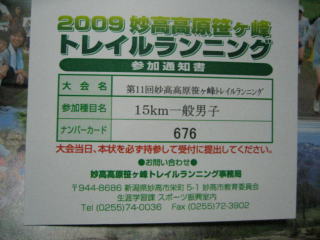 2009 妙高高原笹ヶ峰
トレイルランニング
参加通知書
大会名 第11回妙高高原笹ヶ峰トレイルランニング
参加種目名 15km一般男子
ナンバーカード 676
大会当日、本状を必ず持参して受付に提出してください。
●お問い合わせ●
妙高高原笹ヶ峰トレイルランニング事務局
〒944-8686 新潟県妙高市栄町 5-1 妙高市教育委員会
生涯学習課 スポーツ振興室内
Tel (0255)74-0036 Fax (0255)72-3902